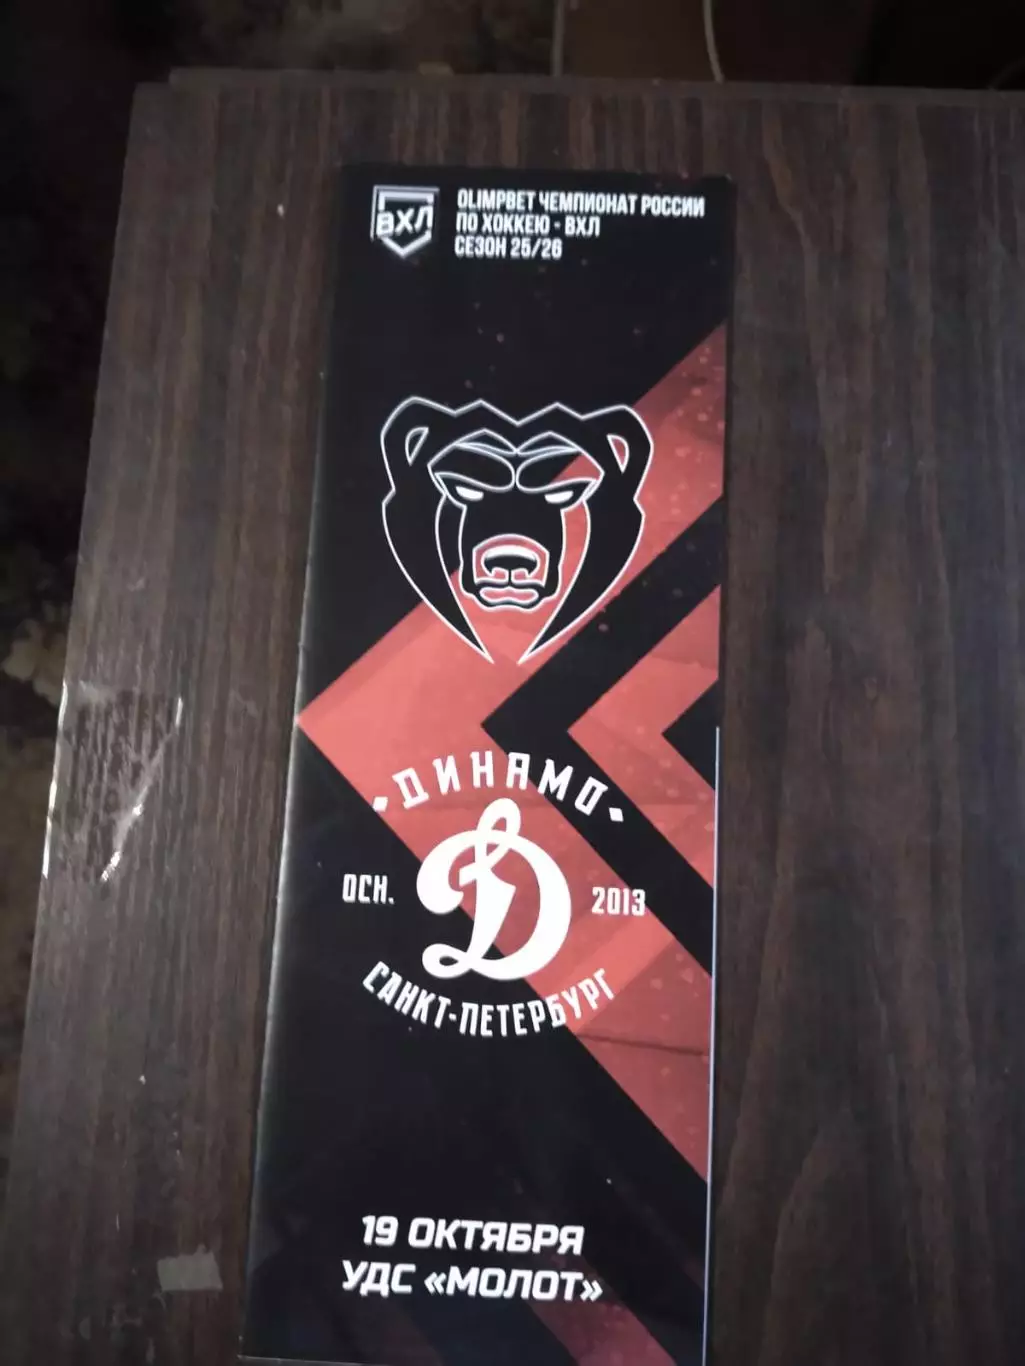 ВХЛ
OLIMPBET ЧЕМПИОНАТ РОССИИ
ПО ХОККЕЮ - ВХЛ
СЕЗОН 25/26
•ДИНАМО•
ОСН. Д 2013
САНКТ-ПЕТЕРБУРГ
19 ОКТЯБРЯ
УДС «МОЛОТ»